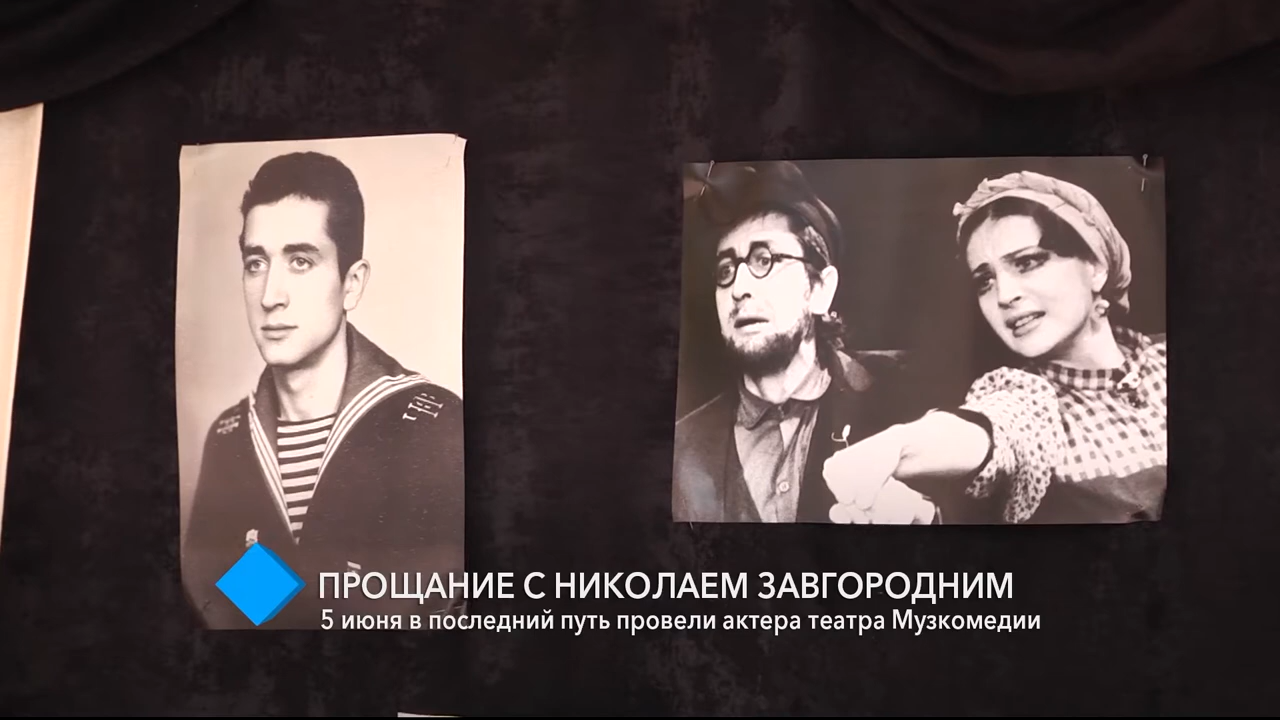 ПРОЩАНИЕ С НИКОЛАЕМ ЗАВГОРОДНИМ
5 июня в последний путь провели актера театра Музкомедии